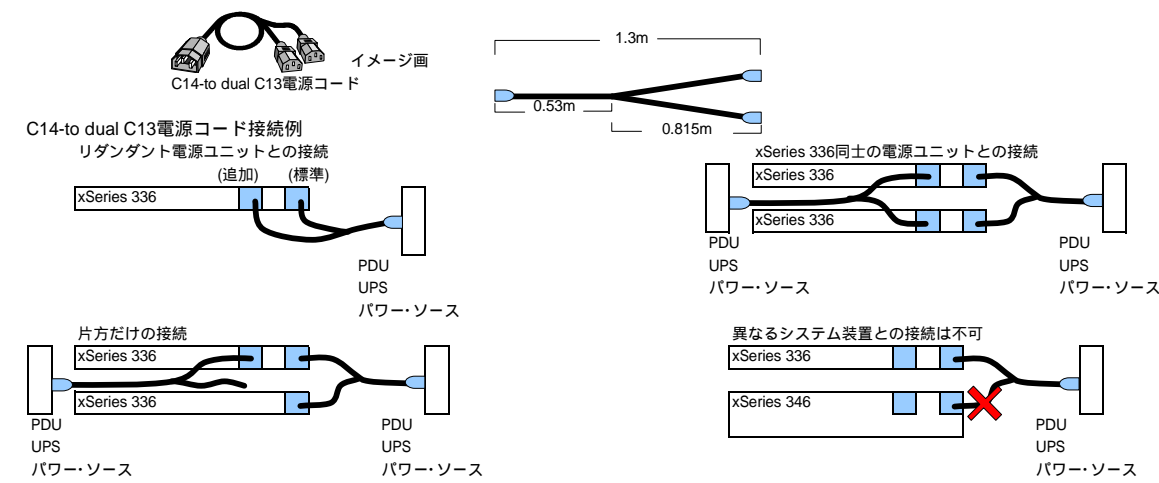 イメージ画
C14-to dual C13電源コード
1.3m
0.53m
0.815m
C14-to dual C13電源コード接続例
リダンダント電源ユニットとの接続
(追加) (標準)
xSeries 336
PDU
UPS
パワー･ソース
xSeries 336同士の電源ユニットとの接続
xSeries 336
xSeries 336
PDU
UPS
パワー･ソース
PDU
UPS
パワー･ソース
片方だけの接続
xSeries 336
xSeries 336
PDU
UPS
パワー･ソース
PDU
UPS
パワー･ソース
異なるシステム装置との接続は不可
xSeries 336
xSeries 346
PDU
UPS
パワー･ソース